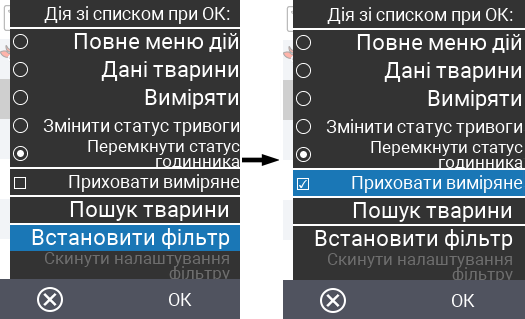 Дія зі списком при ОК:
Повне меню дій
Дані тварини
Виміряти
Змінити статус тривоги
Перемкнути статус
годинника
Приховати виміряне
Пошук тварини
Встановити фільтр
Скинути налаштування
фільтру
ОК
Дія зі списком при ОК:
Повне меню дій
Дані тварини
Виміряти
Змінити статус тривоги
Перемкнути статус
годинника
Приховати виміряне
Пошук тварини
Встановити фільтр
Скинути налаштування
фільтру
ОК